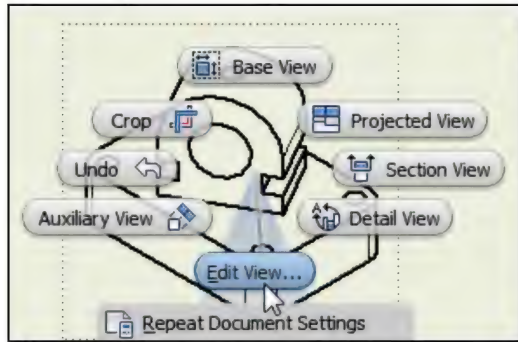 Base View
Crop
Projected View
Undo
Section View
Auxiliary View
Detail View
Edit View...
Repeat Document Settings